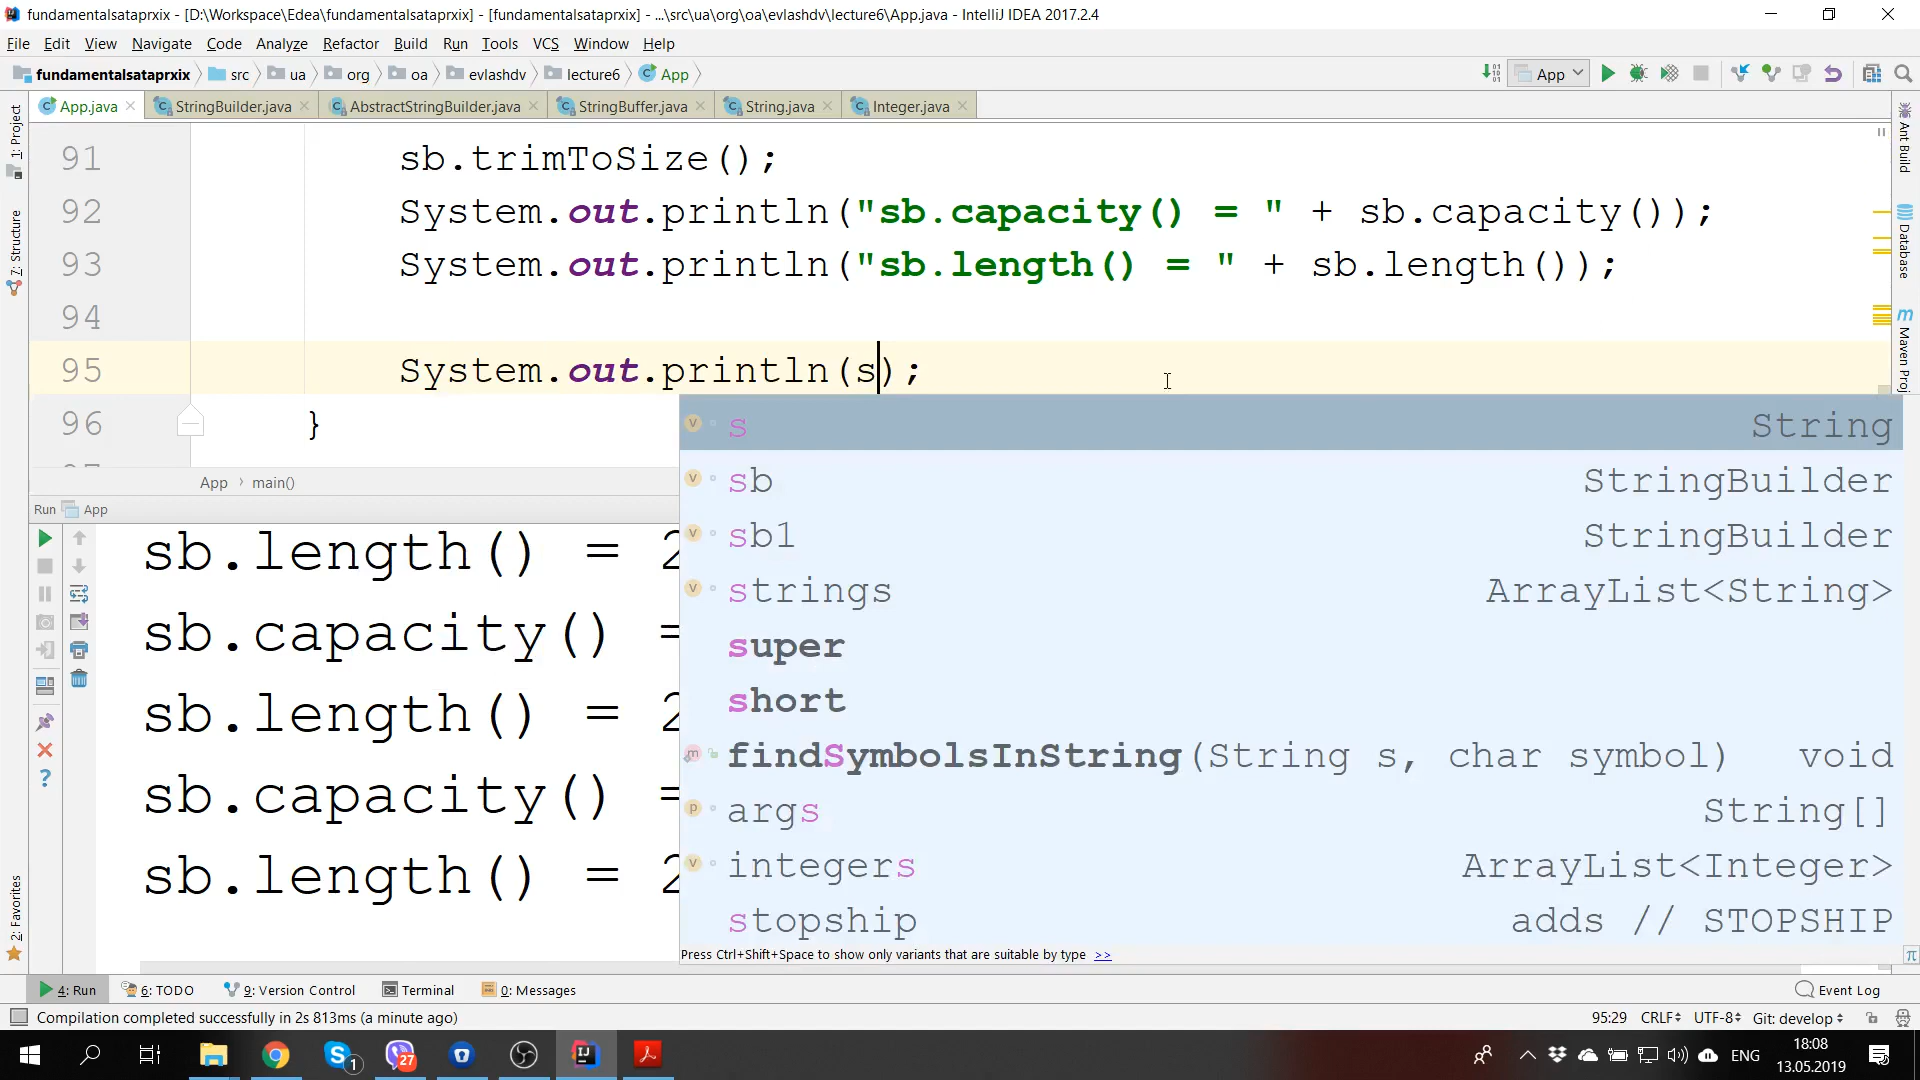 fundamentalsataprxix - [D:\Workspace\Edea\fundamentalsataprxix] - [fundamentalsataprxix] - ...\src\ua\org\oa\evlashdv\lecture6\App.java - IntelliJ IDEA 2017.2.4
File Edit View Navigate Code Analyze Refactor Build Run Tools VCS Window Help
fundamentalsataprxix src ua org oa evlashdv lecture6 App
App
App.java StringBuilder.java AbstractStringBuilder.java StringBuffer.java String.java Integer.java
1: Project
7: Structure
2: Favorites
Ant Build
Database
Maven Proj
91 sb.trimToSize();
92 System.out.println("sb.capacity() = " + sb.capacity());
93 System.out.println("sb.length() = " + sb.length());
94
95 System.out.println(s);
96 }
App › main()
s String
sb StringBuilder
sb1 StringBuilder
strings ArrayList<String>
super
short
findSymbolsInString(String s, char symbol) void
args String[]
integers ArrayList<Integer>
stopship adds // STOPSHIP
Press Ctrl+Shift+Space to show only variants that are suitable by type >>
Run App
sb.length() = 2
sb.capacity() =
sb.length() = 2
sb.capacity() =
sb.length() = 2
4: Run 6: TODO 9: Version Control Terminal 0: Messages Event Log
Compilation completed successfully in 2s 813ms (a minute ago) 95:29 CRLF UTF-8 Git: develop
1 27 ENG 18:08
13.05.2019